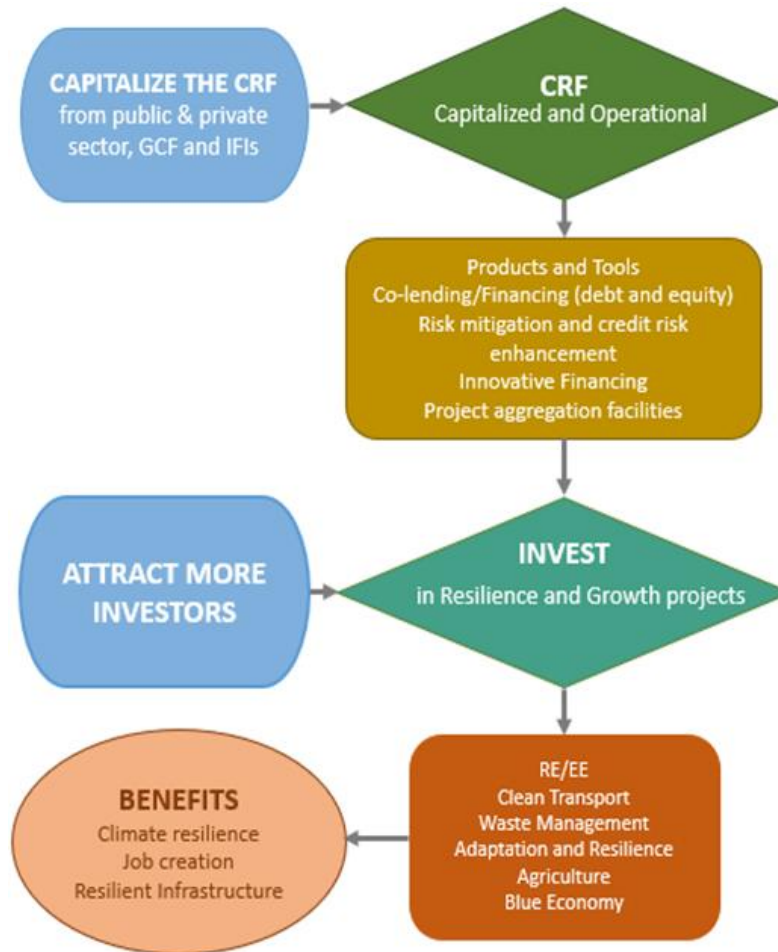 CAPITALIZE THE CRF
from public & private
sector, GCF and IFIs
CRF
Capitalized and Operational
Products and Tools
Co-lending/Financing (debt and equity)
Risk mitigation and credit risk
enhancement
Innovative Financing
Project aggregation facilities
ATTRACT MORE
INVESTORS
INVEST
in Resilience and Growth projects
RE/EE
Clean Transport
Waste Management
Adaptation and Resilience
Agriculture
Blue Economy
BENEFITS
Climate resilience
Job creation
Resilient Infrastructure